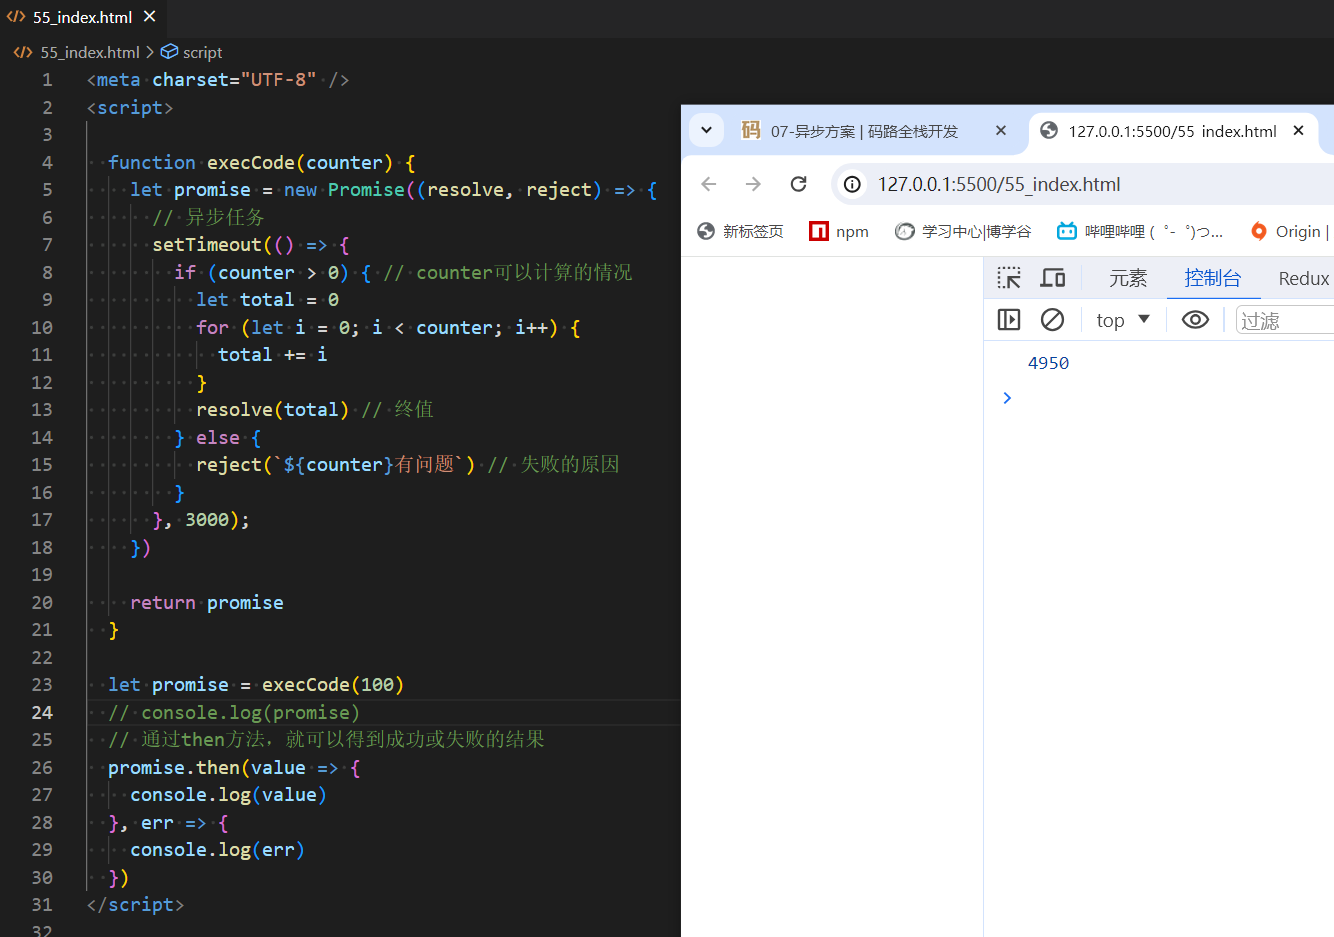 55_index.html
55_index.html > script
1 <meta charset="UTF-8" />
2 <script>
3
4 function execCode(counter) {
5 let promise = new Promise((resolve, reject) => {
6 // 异步任务
7 setTimeout(() => {
8 if (counter > 0) { // counter可以计算的情况
9 let total = 0
10 for (let i = 0; i < counter; i++) {
11 total += i
12 }
13 resolve(total) // 终值
14 } else {
15 reject(`${counter}有问题`) // 失败的原因
16 }
17 }, 3000);
18 })
19
20 return promise
21 }
22
23 let promise = execCode(100)
24 // console.log(promise)
25 // 通过then方法，就可以得到成功或失败的结果
26 promise.then(value => {
27 console.log(value)
28 }, err => {
29 console.log(err)
30 })
31 </script>
32
码 07-异步方案 | 码路全栈开发
127.0.0.1:5500/55_index.html
127.0.0.1:5500/55_index.html
新标签页 npm 学习中心|博学谷 哔哩哔哩 (゜-゜)つ... Origin |
元素 控制台 Redux
top 过滤
4950